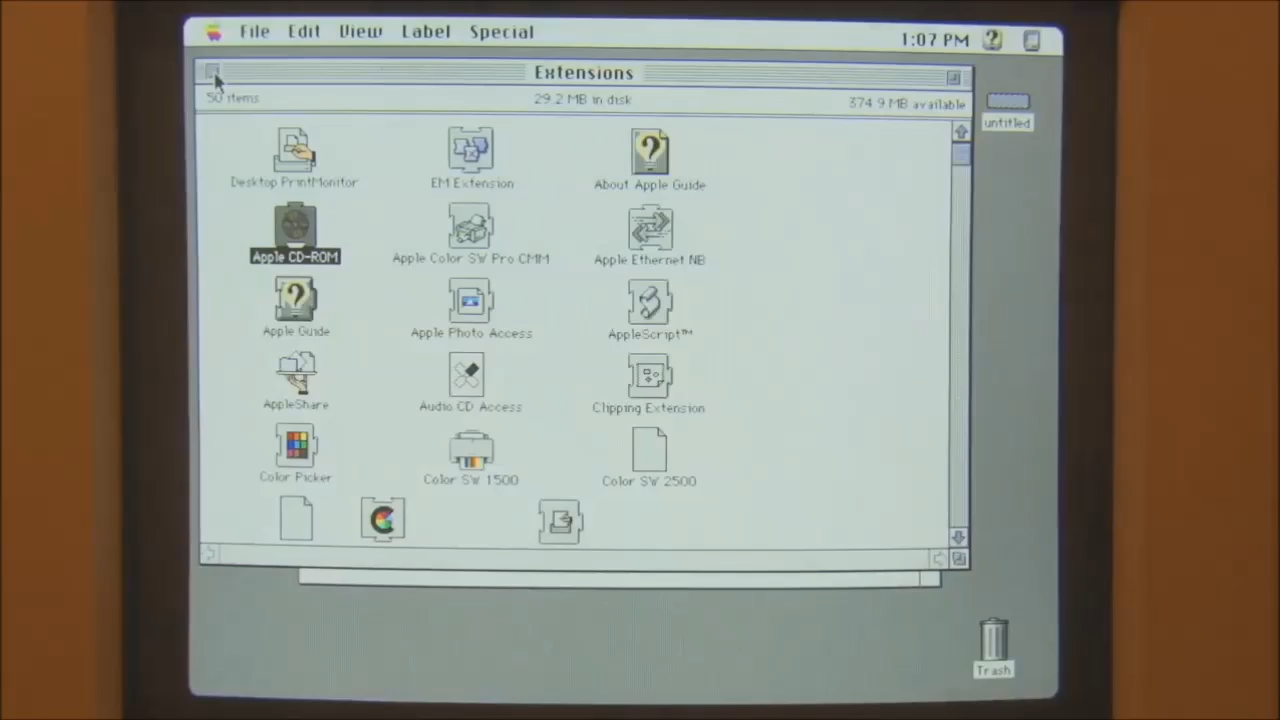 File Edit View Label Special 1:07 PM
Extensions
50 items 29.2 MB in disk 374.9 MB available
untitled
Desktop PrintMonitor EM Extension About Apple Guide
Apple CD-ROM Apple Color SW Pro CMM Apple Ethernet NB
Apple Guide Apple Photo Access AppleScript™
AppleShare Audio CD Access Clipping Extension
Color Picker Color SW 1500 Color SW 2500
Trash